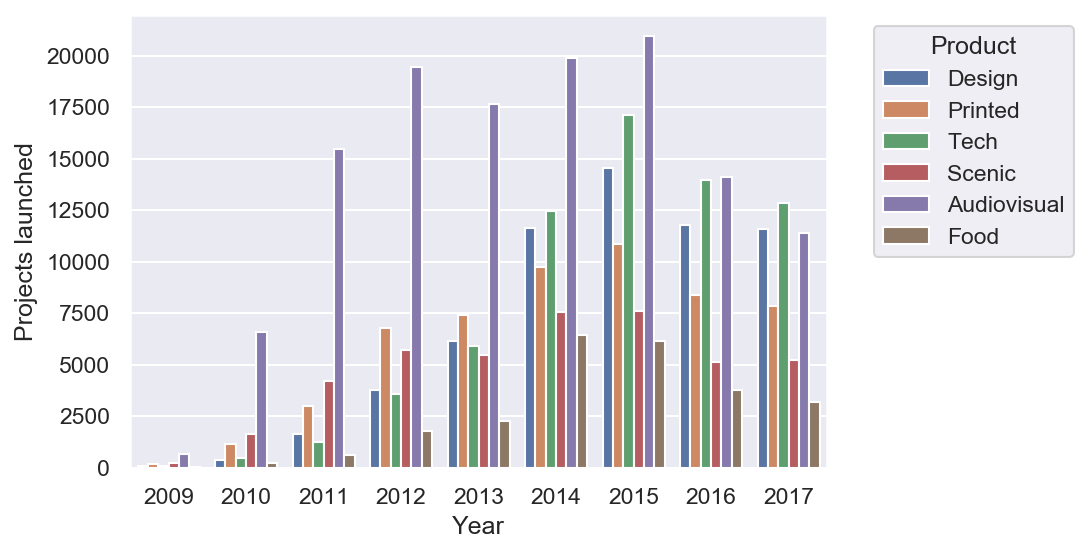 20000
17500
15000
12500
10000
7500
5000
2500
0
Projects launched
2009 2010 2011 2012 2013 2014 2015 2016 2017
Year
Product
Design
Printed
Tech
Scenic
Audiovisual
Food